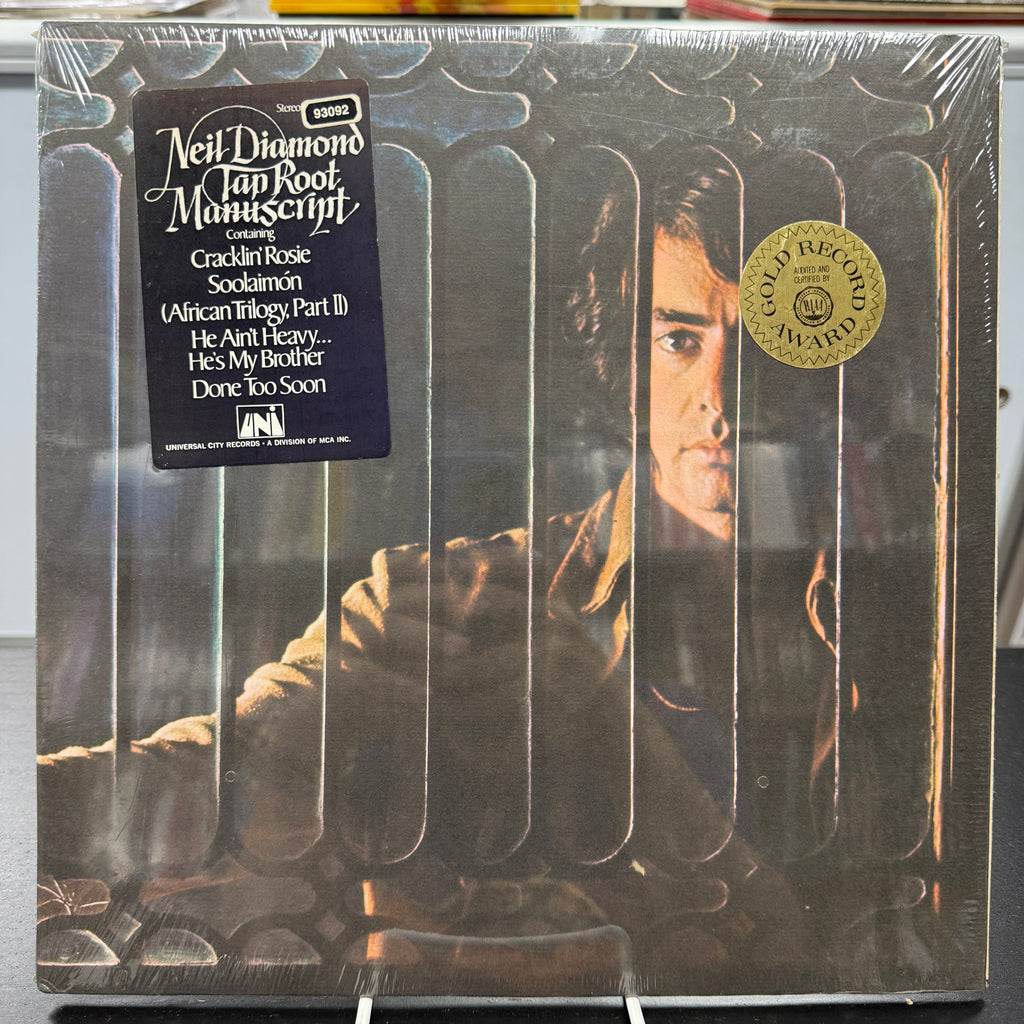 Stereo 93092
Neil Diamond
Tap Root
Manuscript
Containing
Cracklin' Rosie
Soolaimón
(African Trilogy, Part II)
He Ain't Heavy...
He's My Brother
Done Too Soon
UNI
UNIVERSAL CITY RECORDS • A DIVISION OF MCA INC.
GOLD RECORD
AUDITED AND
CERTIFIED BY
RIAA
AWARD